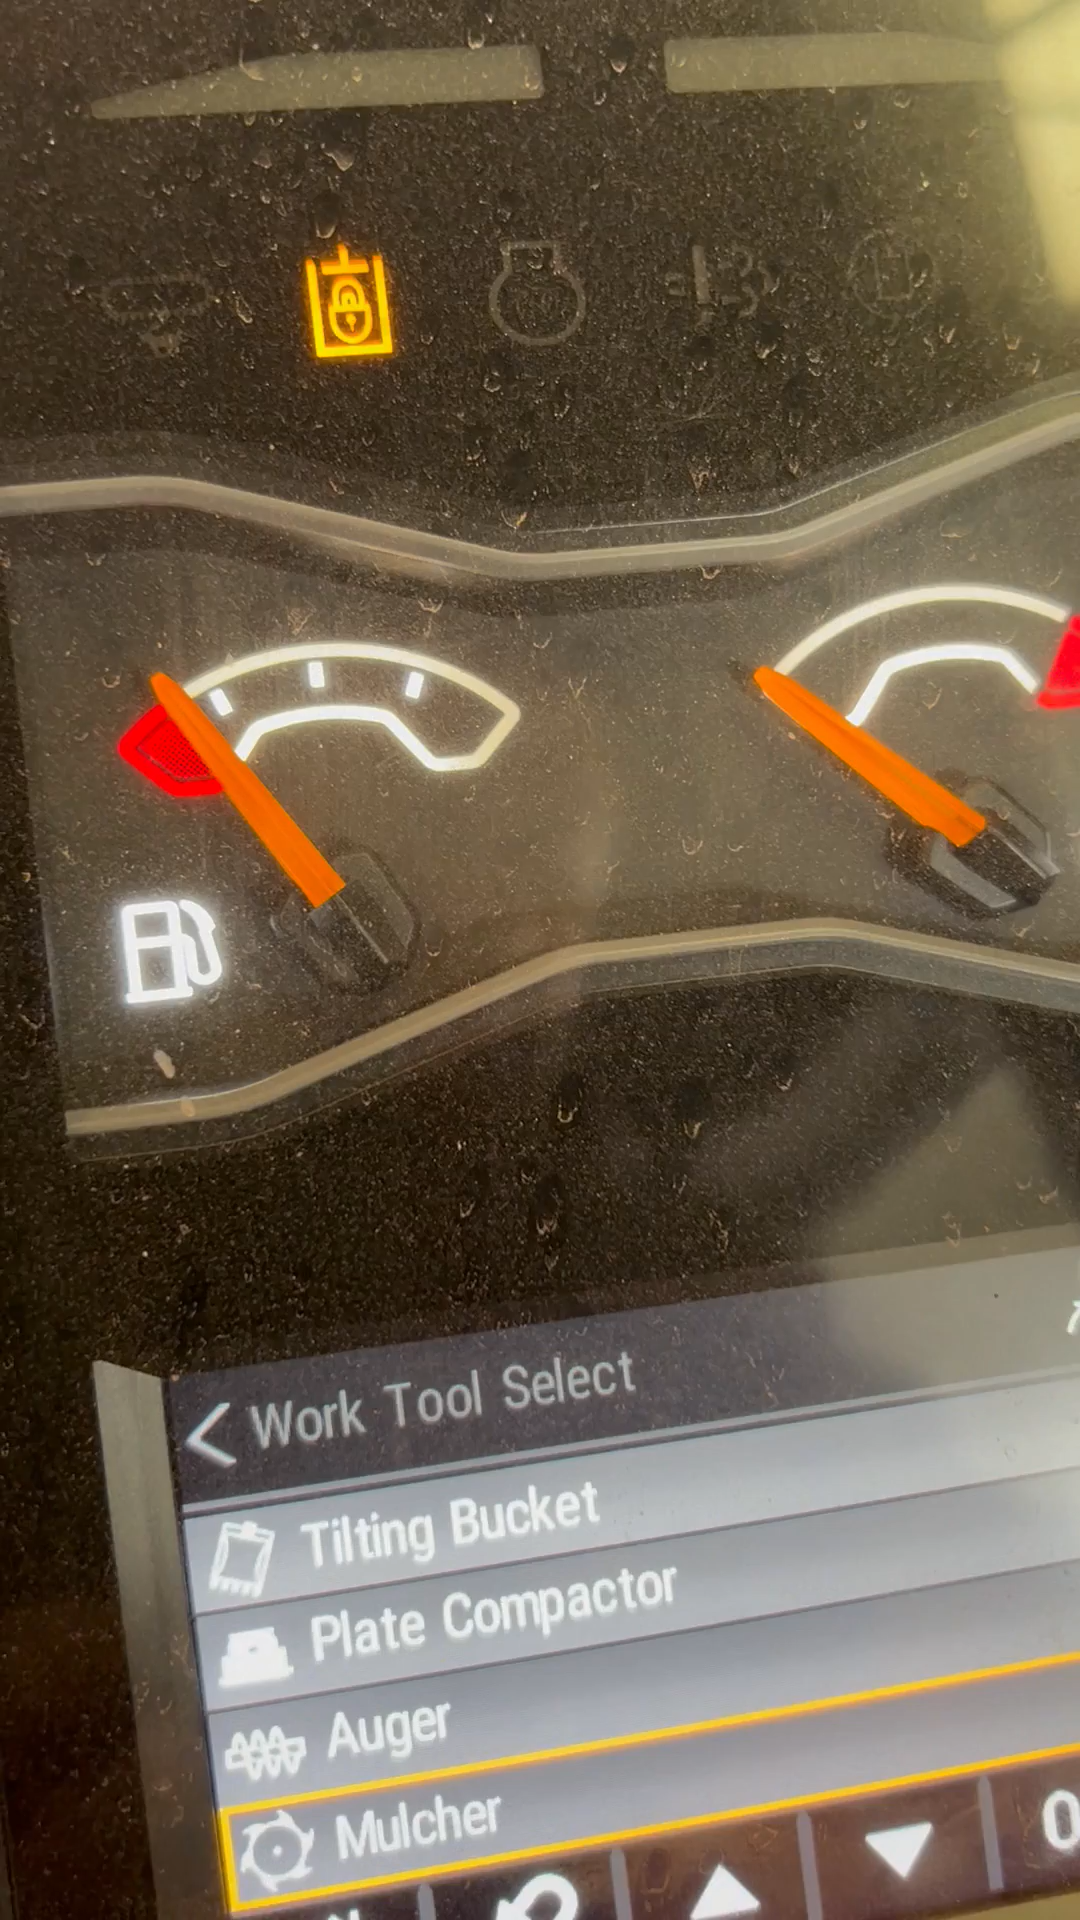 Work Tool Select
Tilting Bucket
Plate Compactor
Auger
Mulcher